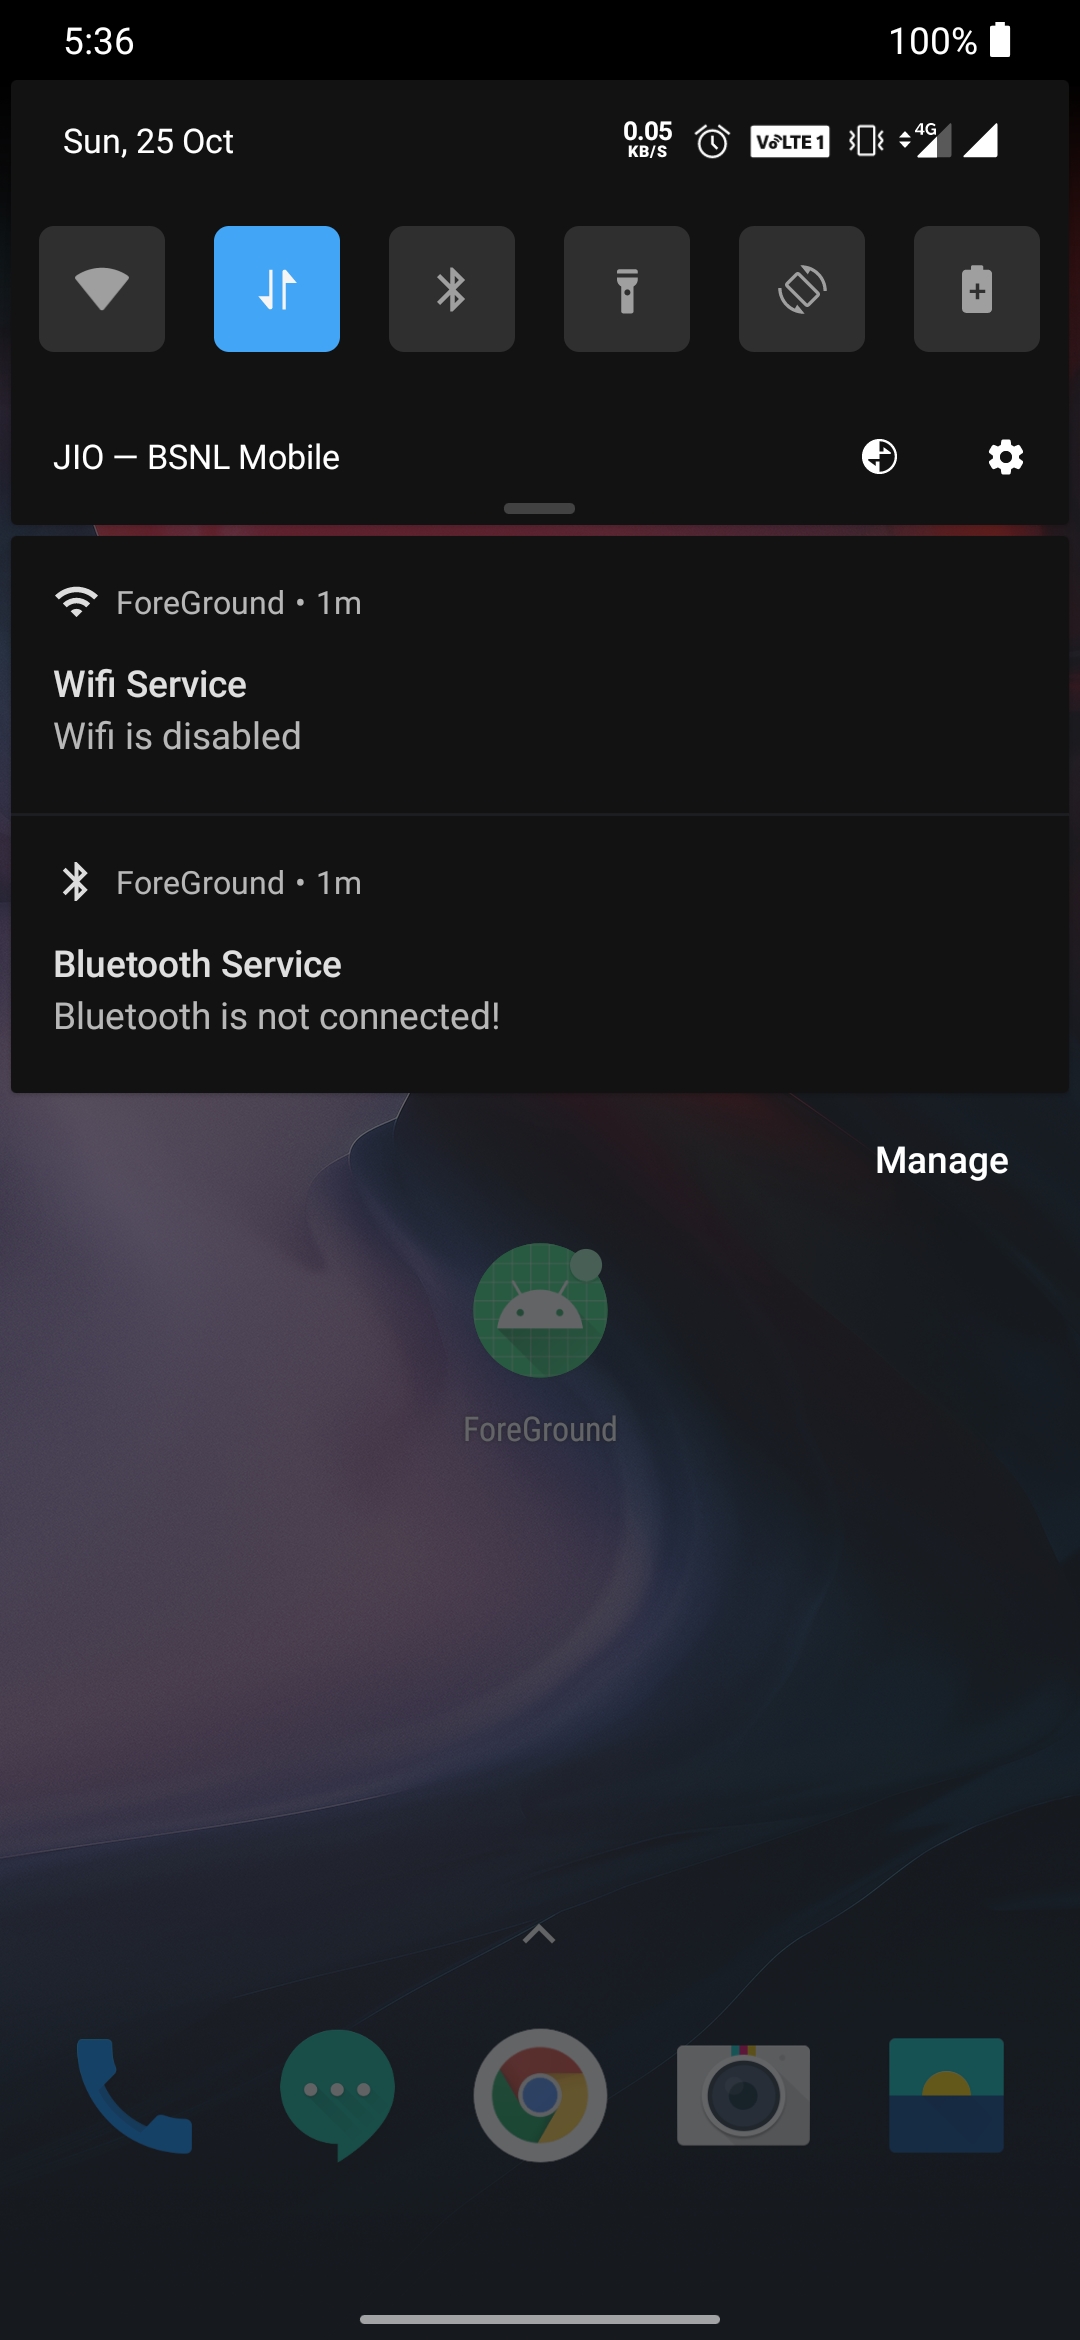 5:36
100%
Sun, 25 Oct
0.05
KB/S
VoLTE 1
4G
JIO — BSNL Mobile
ForeGround • 1m
Wifi Service
Wifi is disabled
ForeGround • 1m
Bluetooth Service
Bluetooth is not connected!
Manage
ForeGround